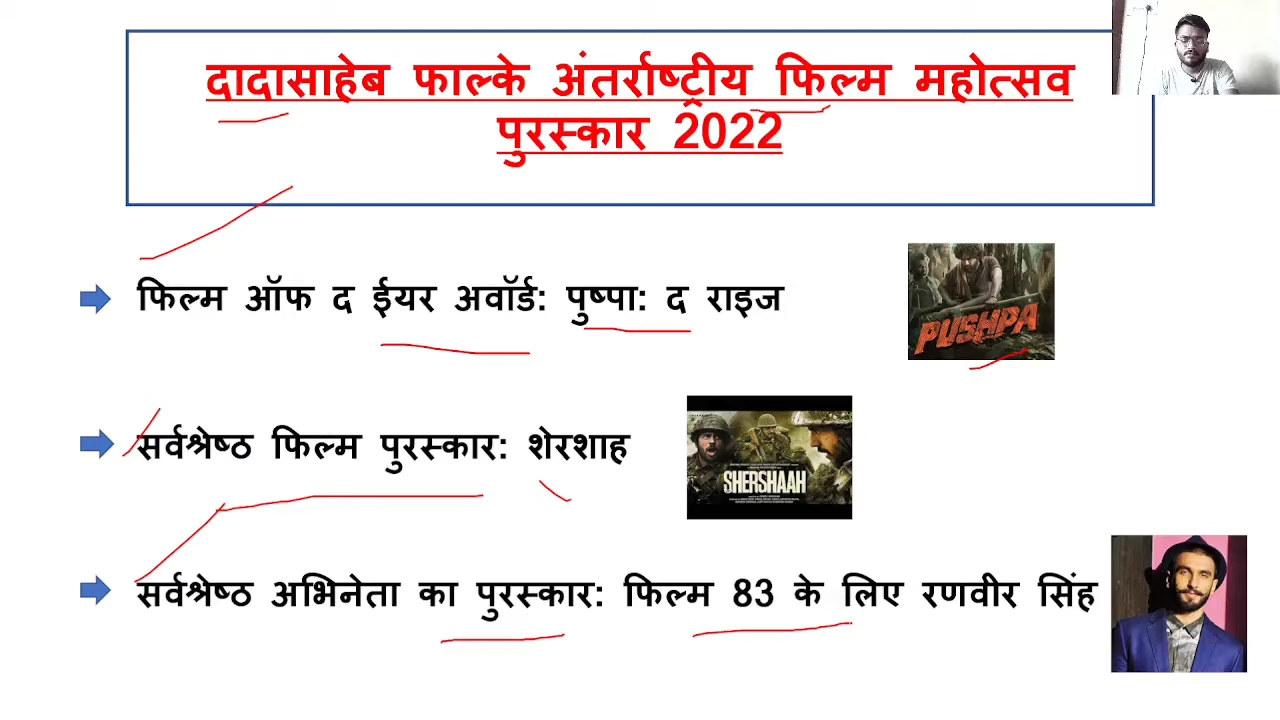 दादासाहेब फाल्के अंतर्राष्ट्रीय फिल्म महोत्सव
पुरस्कार 2022
फिल्म ऑफ द ईयर अवॉर्ड: पुष्पा: द राइज
PUSHPA
सर्वश्रेष्ठ फिल्म पुरस्कार: शेरशाह
SHERSHAAH
सर्वश्रेष्ठ अभिनेता का पुरस्कार: फिल्म 83 के लिए रणवीर सिंह